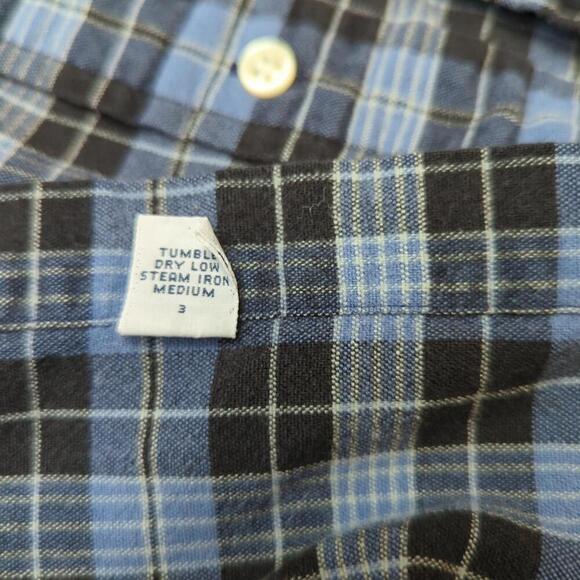 TUMBLE
DRY LOW
STEAM IRON
MEDIUM
3